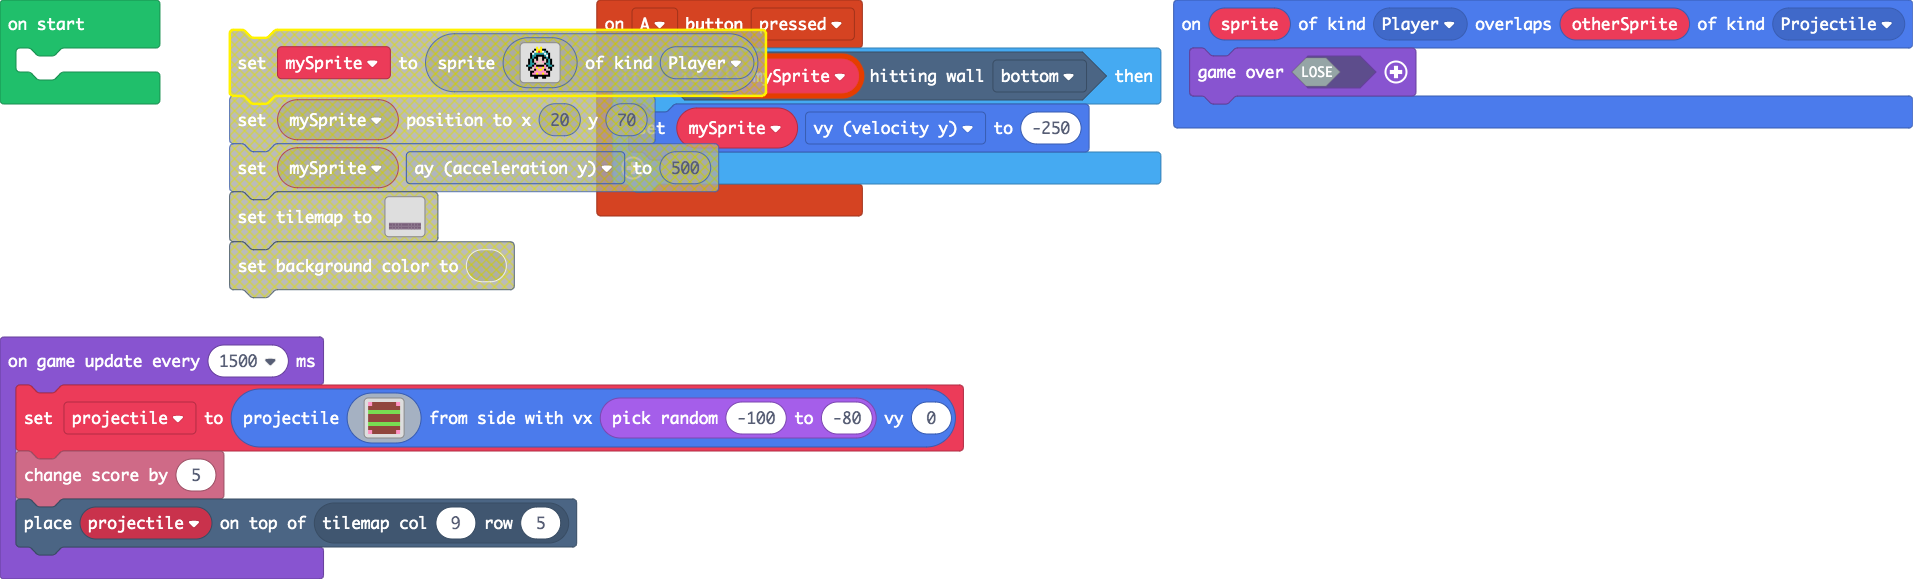 on start
set mySprite to sprite of kind Player
set mySprite position to x 20 y 70
set mySprite ay (acceleration y) to 500
set tilemap to
set background color to
on A button pressed
mySprite hitting wall bottom then
set mySprite vy (velocity y) to -250
on sprite of kind Player overlaps otherSprite of kind Projectile
game over LOSE
on game update every 1500 ms
set projectile to projectile from side with vx pick random -100 to -80 vy 0
change score by 5
place projectile on top of tilemap col 9 row 5